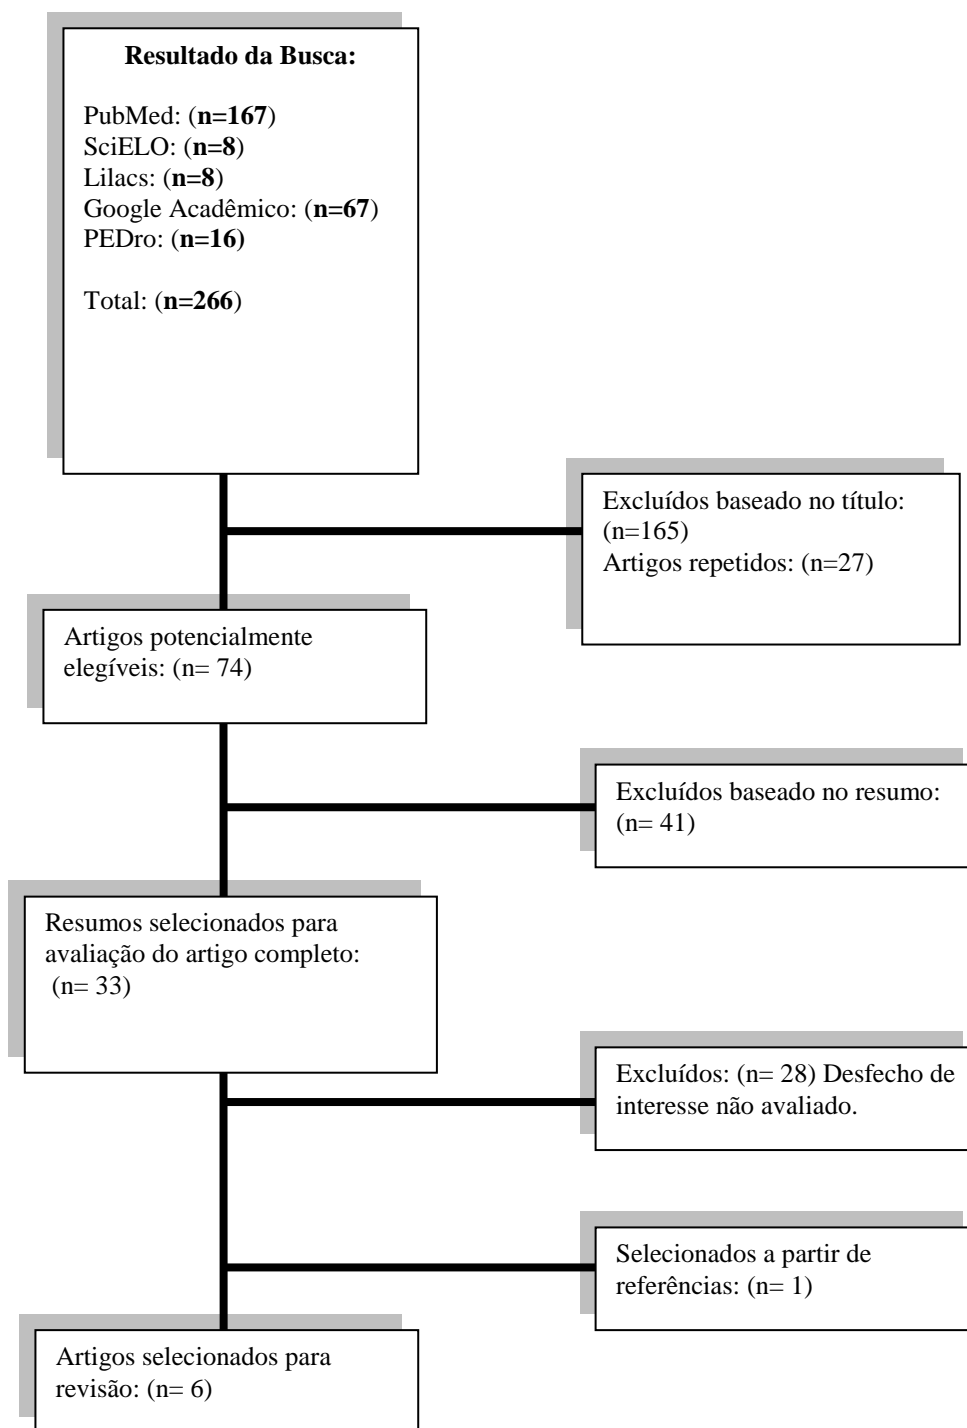 Resultado da Busca:
PubMed: (n=167)
SciELO: (n=8)
Lilacs: (n=8)
Google Acadêmico: (n=67)
PEDro: (n=16)
Total: (n=266)
Excluídos baseado no título:
(n=165)
Artigos repetidos: (n=27)
Artigos potencialmente
elegíveis: (n= 74)
Excluídos baseado no resumo:
(n= 41)
Resumos selecionados para
avaliação do artigo completo:
(n= 33)
Excluídos: (n= 28) Desfecho de
interesse não avaliado.
Selecionados a partir de
referências: (n= 1)
Artigos selecionados para
revisão: (n= 6)